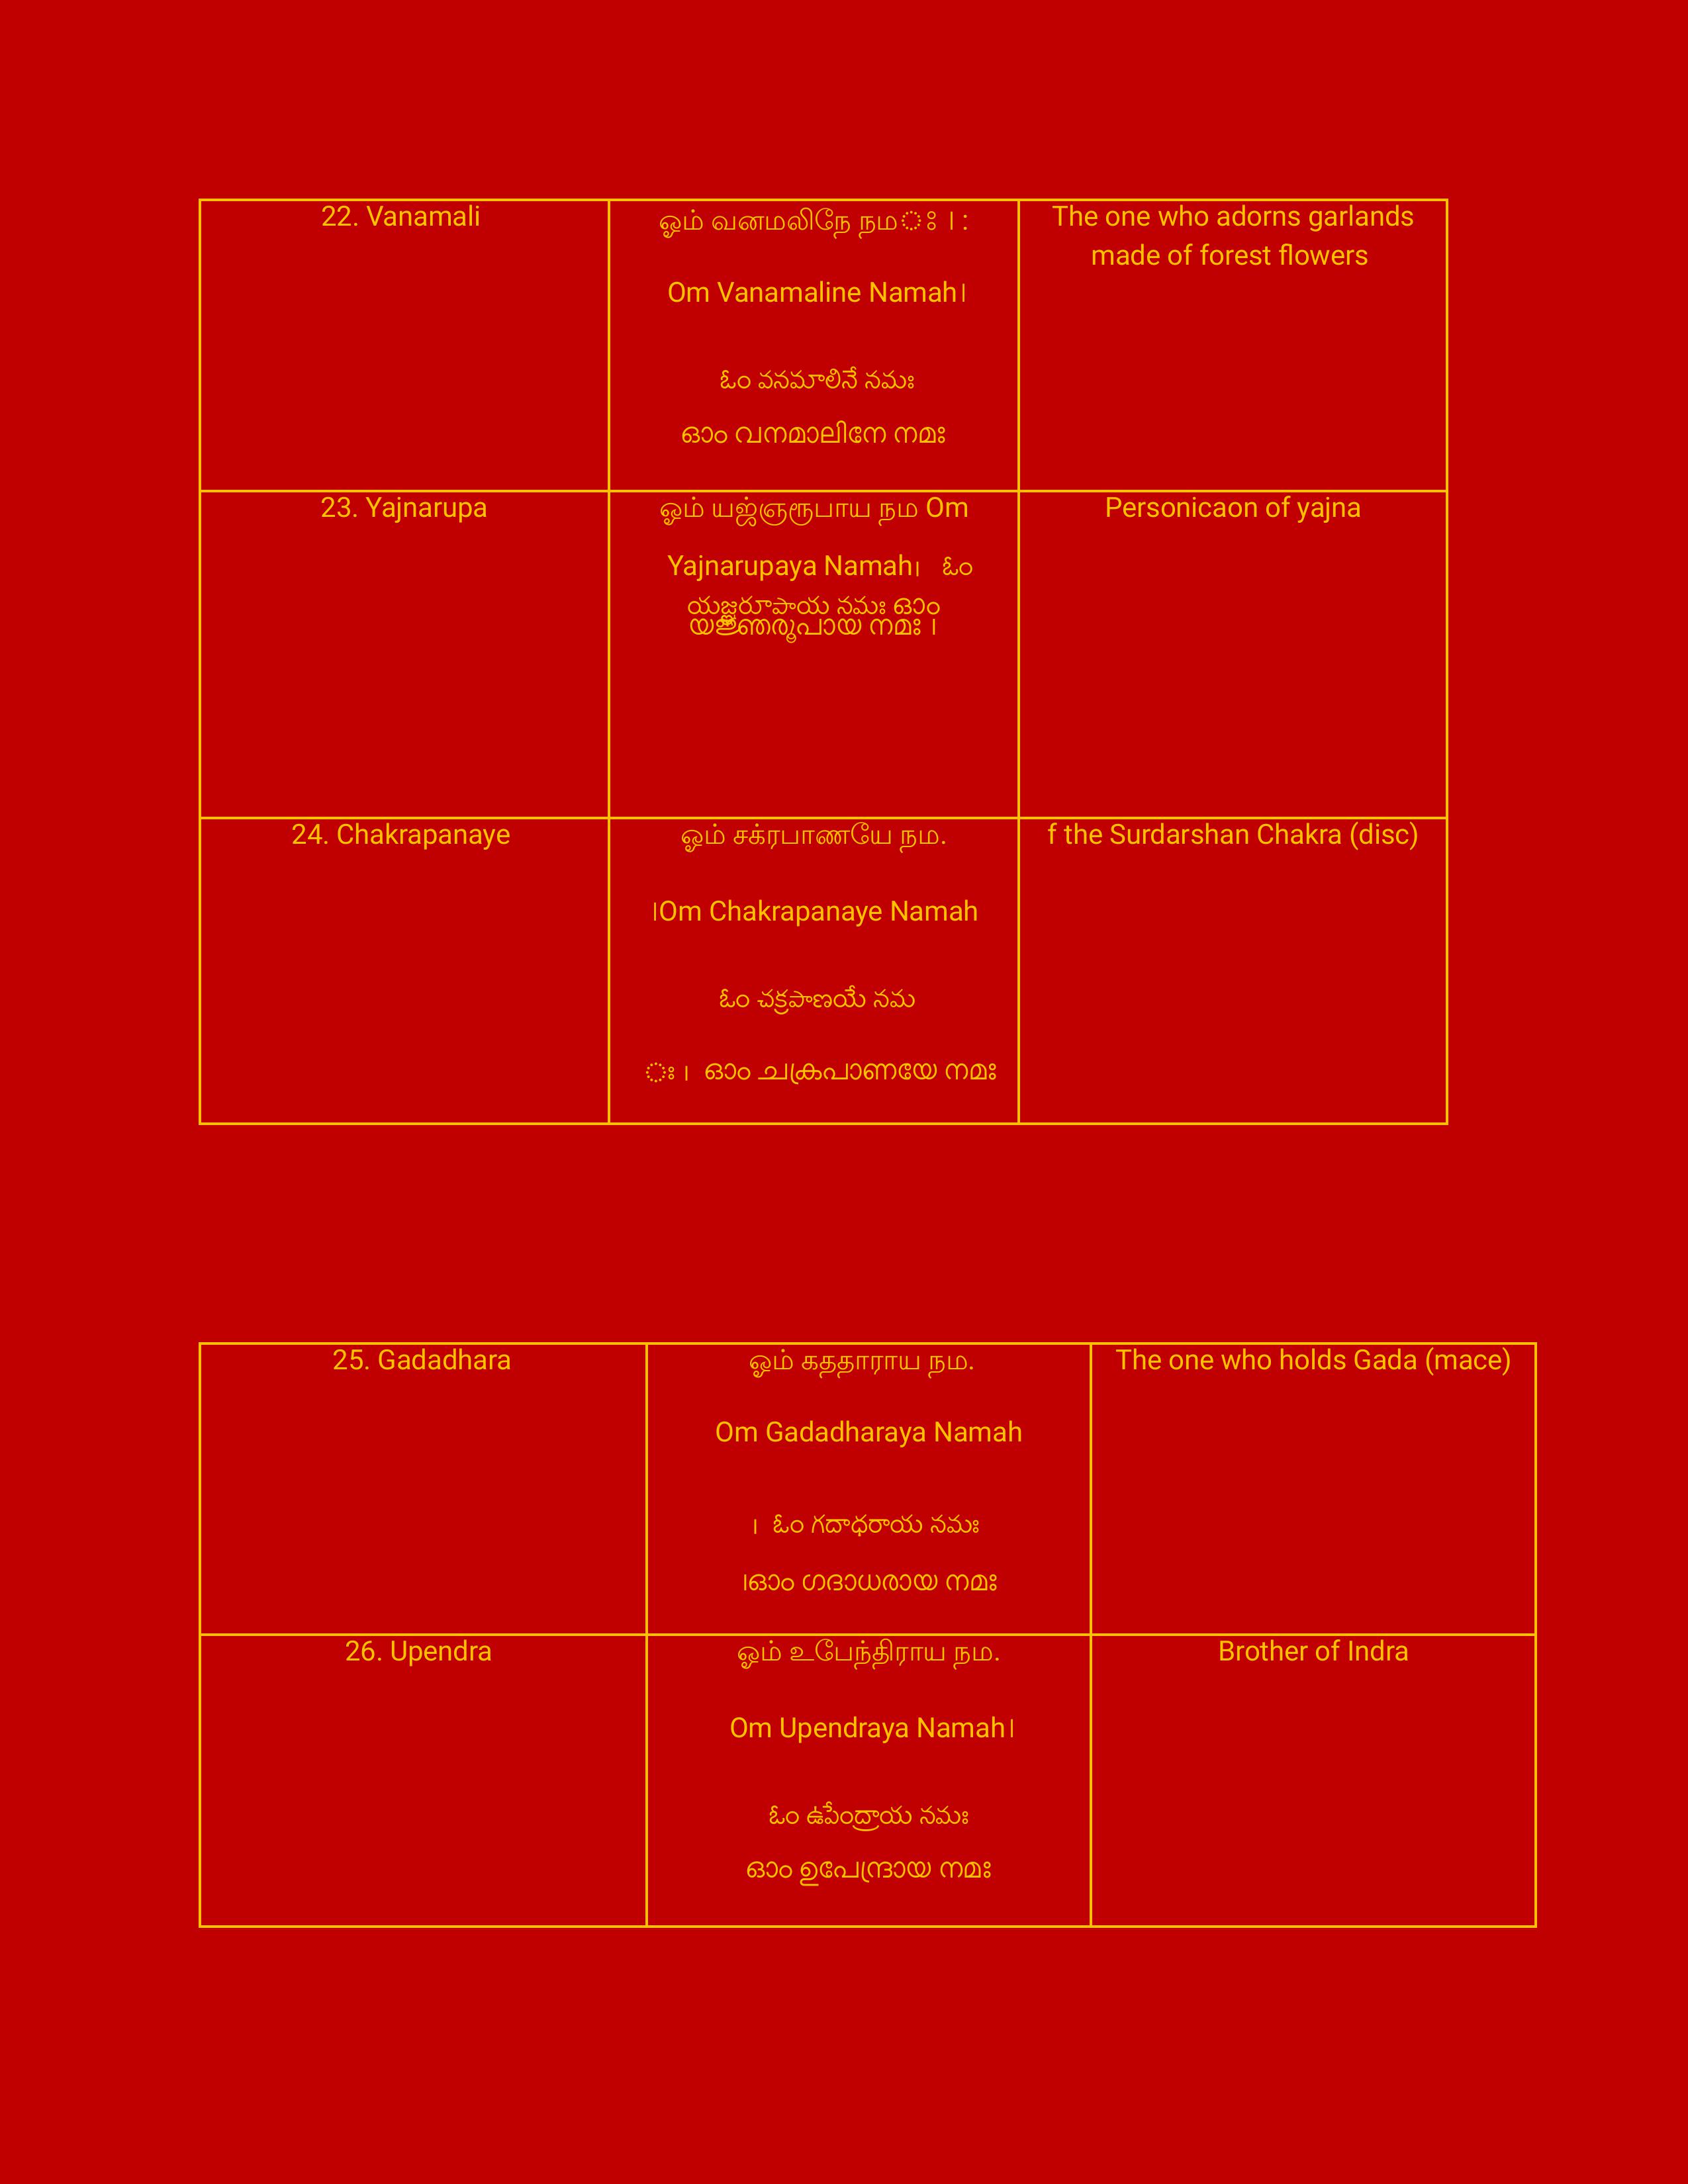 22. Vanamali
ஓம் வனமலிநே நமஃ । :
Om Vanamaline Namah।
ఓం వనమాలినే నమః
ഓം വനമാലിനേ നമഃ
The one who adorns garlands
made of forest flowers
23. Yajnarupa
ஓம் யஜ்ஞரூபாய நம Om
Yajnarupaya Namah। ఓం
యజ్ఞరూపాయ నమః ഓം
യജ്ഞരൂപായ നമഃ ।
Personicaon of yajna
24. Chakrapanaye
ஓம் சக்ரபாணயே நம.
।Om Chakrapanaye Namah
ఓం చక్రపాణయే నమ
ః । ഓം ചക്രപാണയേ നമഃ
f the Surdarshan Chakra (disc)
25. Gadadhara
ஓம் கததாராய நம.
Om Gadadharaya Namah
। ఓం గదాధరాయ నమః
।ഓം ഗദാധരായ നമഃ
The one who holds Gada (mace)
26. Upendra
ஓம் உபேந்திராய நம.
Om Upendraya Namah।
ఓం ఉపేంద్రాయ నమః
ഓം ഉപേന്ദ്രായ നമഃ
Brother of Indra